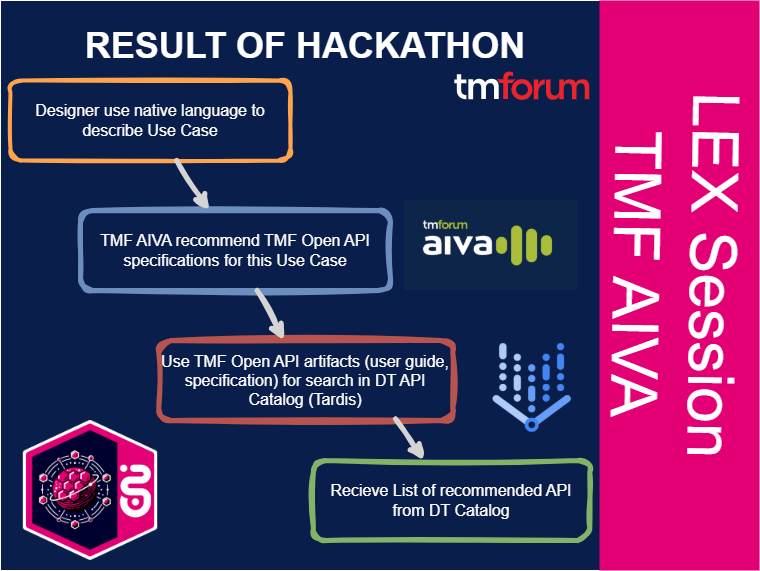 RESULT OF HACKATHON
tmforum
Designer use native language to
describe Use Case
TMF AIVA recommend TMF Open API
specifications for this Use Case
tmforum
aiva
Use TMF Open API artifacts (user guide,
specification) for search in DT API
Catalog (Tardis)
Recieve List of recommended API
from DT Catalog
LEX Session
TMF AIVA